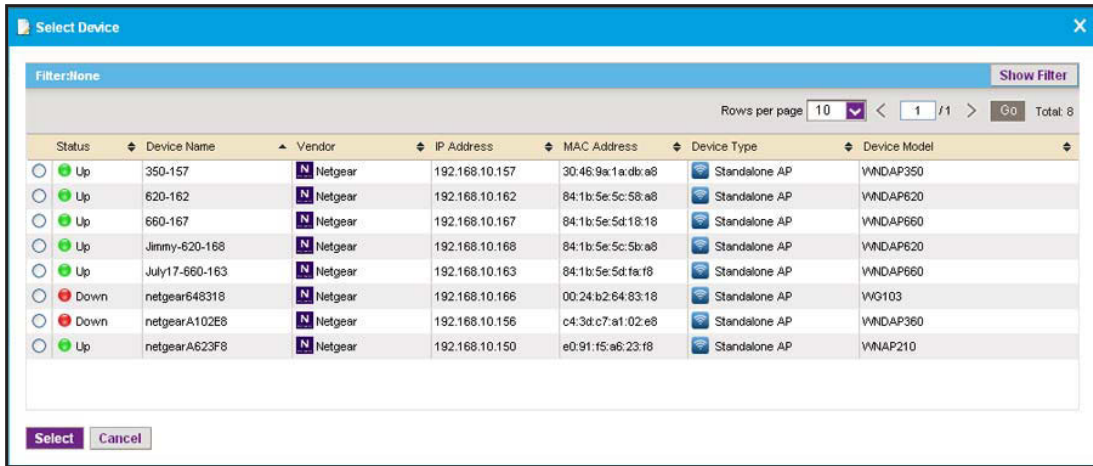 Select Device X
Filter:None Show Filter
Rows per page 10 < 1 /1 > Go Total: 8
Status Device Name Vendor IP Address MAC Address Device Type Device Model
Up 350-157 N Netgear 192.168.10.157 30:46:9a:1a:db:a8 Standalone AP WNDAP350
Up 620-162 N Netgear 192.168.10.162 84:1b:5e:5c:58:a8 Standalone AP WNDAP620
Up 660-167 N Netgear 192.168.10.167 84:1b:5e:5d:18:18 Standalone AP WNDAP660
Up Jimmy-620-168 N Netgear 192.168.10.168 84:1b:5e:5c:5b:a8 Standalone AP WNDAP620
Up July17-660-163 N Netgear 192.168.10.163 84:1b:5e:5d:fa:f8 Standalone AP WNDAP660
Down netgear648318 N Netgear 192.168.10.166 00:24:b2:64:83:18 Standalone AP WG103
Down netgearA102E8 N Netgear 192.168.10.156 c4:3d:c7:a1:02:e8 Standalone AP WNDAP360
Up netgearA623F8 N Netgear 192.168.10.150 e0:91:f5:a6:23:f8 Standalone AP WNAP210
Select Cancel